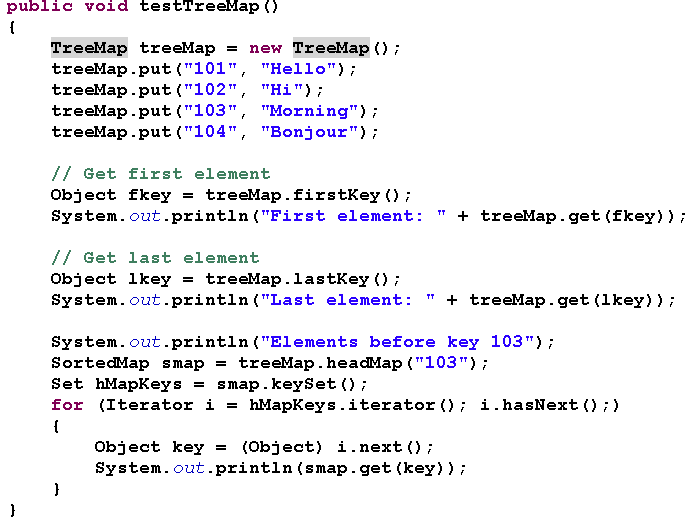 public void testTreeMap()
{
    TreeMap treeMap = new TreeMap();
    treeMap.put("101", "Hello");
    treeMap.put("102", "Hi");
    treeMap.put("103", "Morning");
    treeMap.put("104", "Bonjour");

    // Get first element
    Object fkey = treeMap.firstKey();
    System.out.println("First element: " + treeMap.get(fkey));

    // Get last element
    Object lkey = treeMap.lastKey();
    System.out.println("Last element: " + treeMap.get(lkey));

    System.out.println("Elements before key 103");
    SortedMap smap = treeMap.headMap("103");
    Set hMapKeys = smap.keySet();
    for (Iterator i = hMapKeys.iterator(); i.hasNext();)
    {
        Object key = (Object) i.next();
        System.out.println(smap.get(key));
    }
}